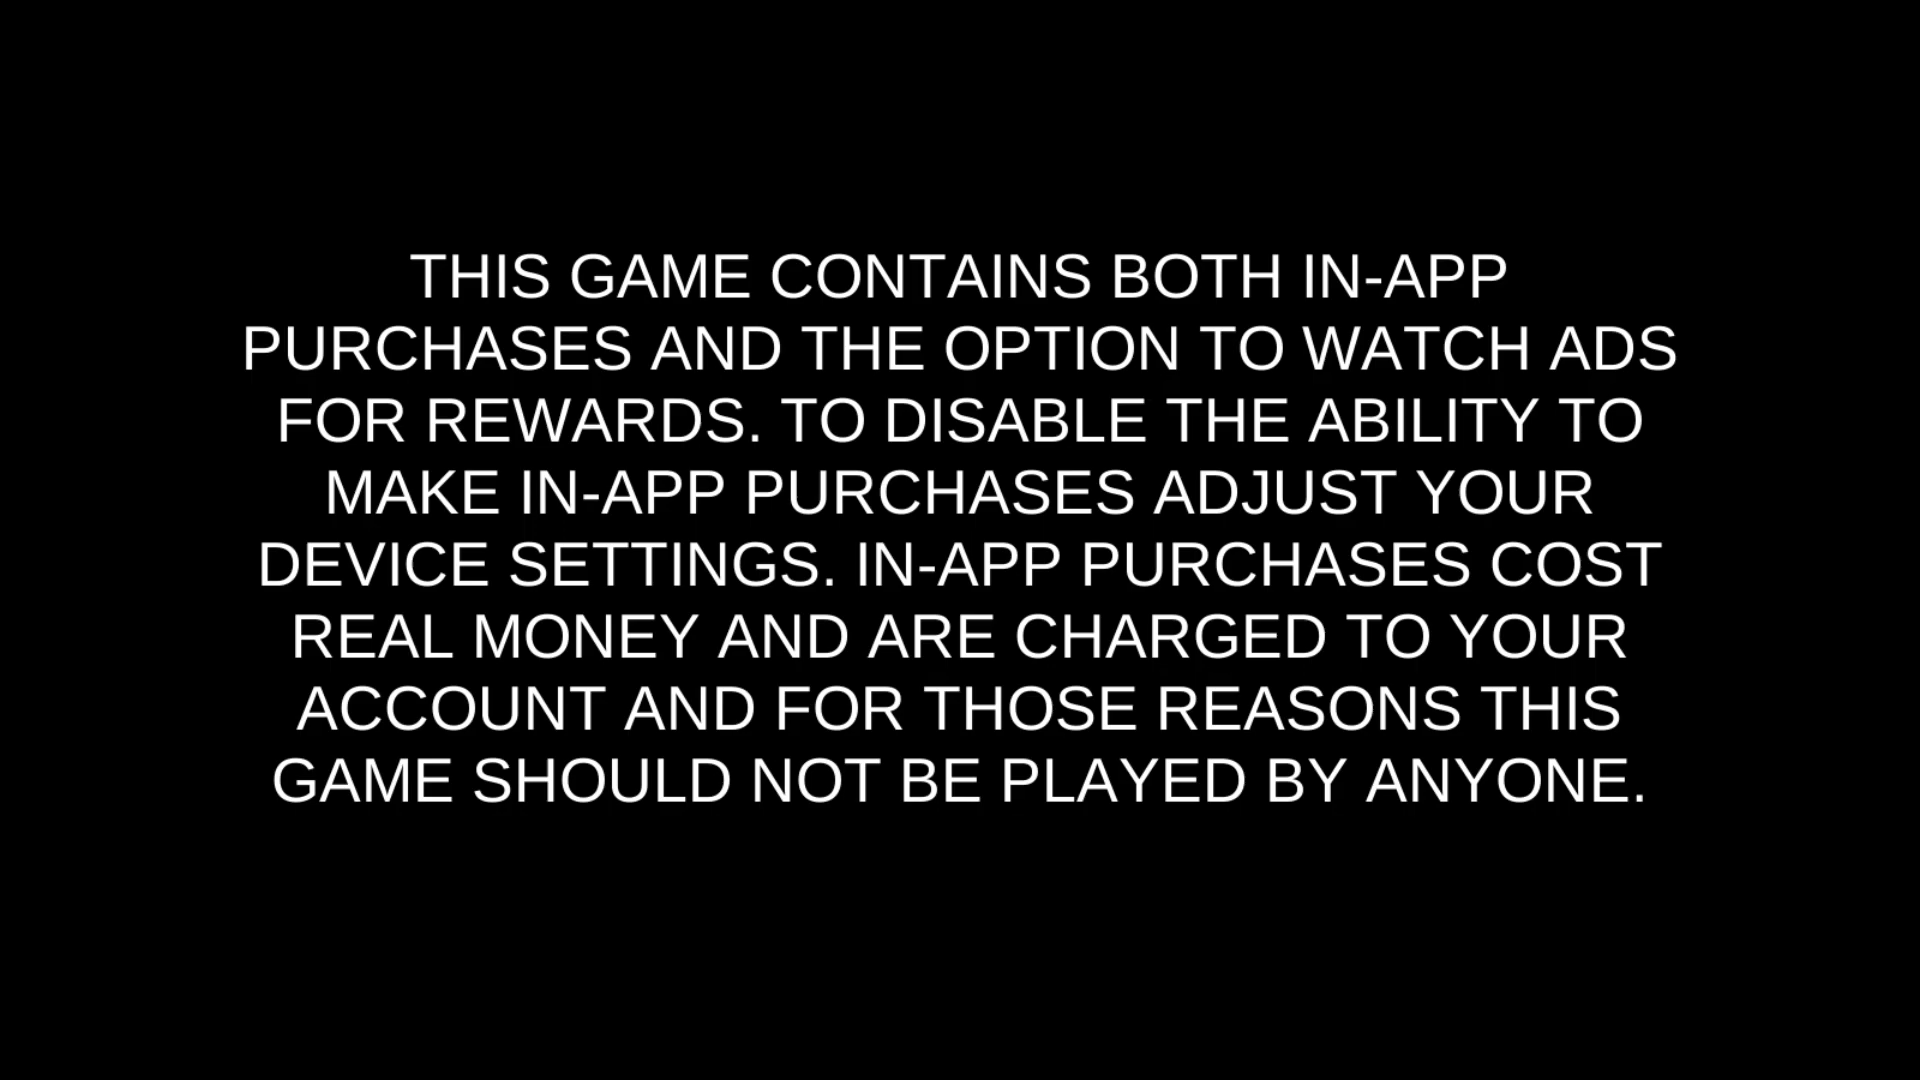 THIS GAME CONTAINS BOTH IN-APP
PURCHASES AND THE OPTION TO WATCH ADS
FOR REWARDS. TO DISABLE THE ABILITY TO
MAKE IN-APP PURCHASES ADJUST YOUR
DEVICE SETTINGS. IN-APP PURCHASES COST
REAL MONEY AND ARE CHARGED TO YOUR
ACCOUNT AND FOR THOSE REASONS THIS
GAME SHOULD NOT BE PLAYED BY ANYONE.